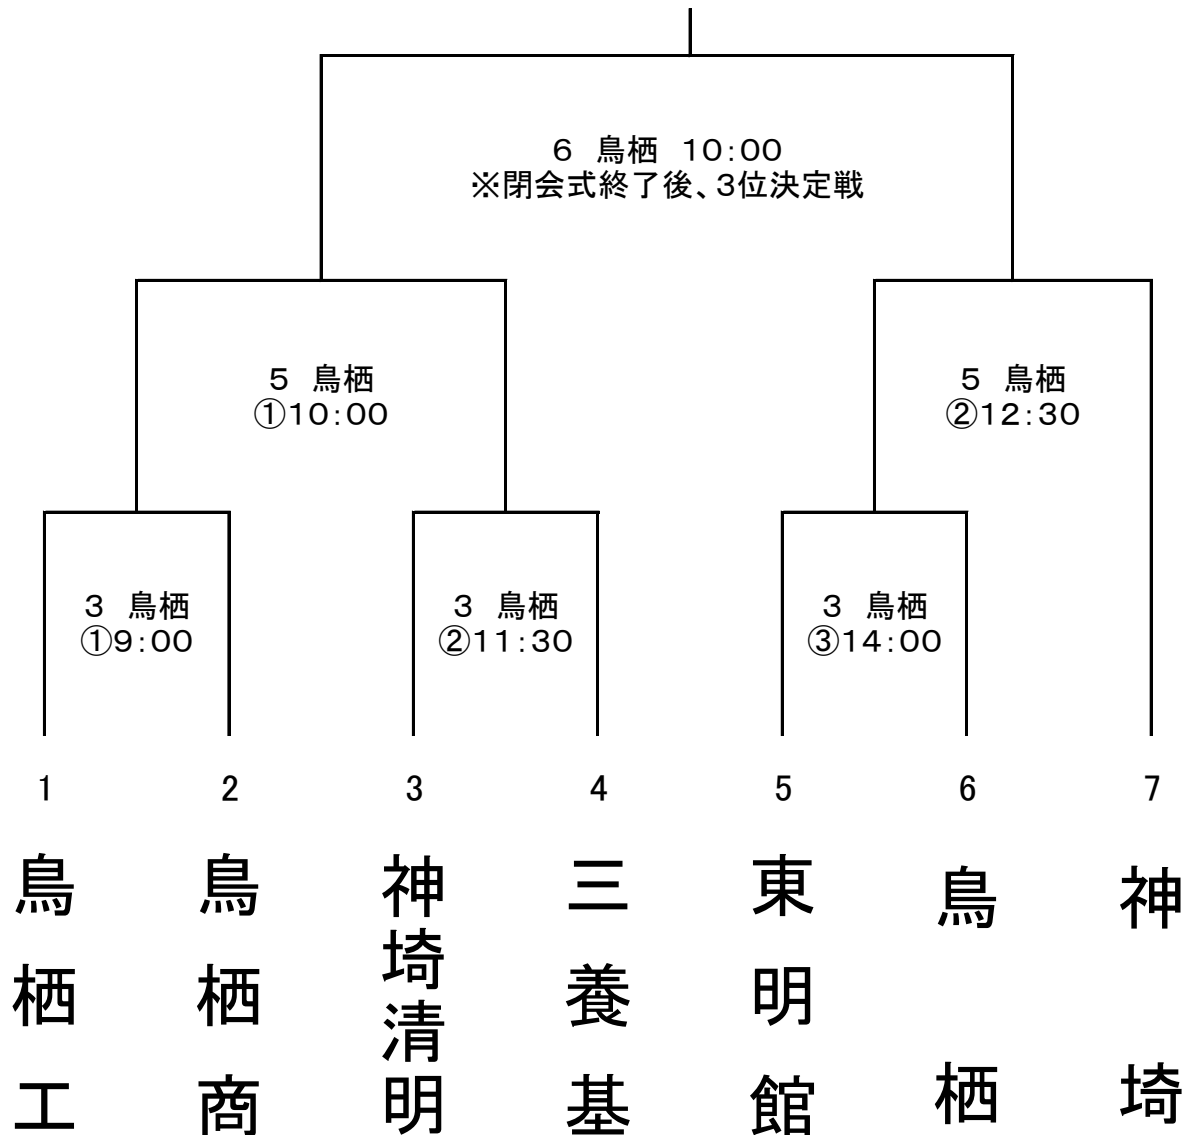 ６　鳥栖　１０：００
※閉会式終了後、３位決定戦
５　鳥栖
①１０：００
５　鳥栖
②１２：３０
３　鳥栖
①９：００
３　鳥栖
②１１：３０
３　鳥栖
③１４：００
1
2
3
4
5
6
7
鳥栖工
鳥栖商
神埼清明
三養基
東明館
鳥栖
神埼